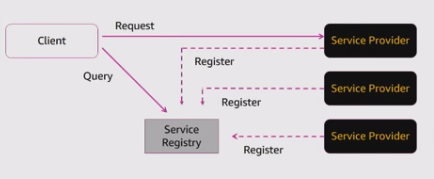 Request
Client
Service Provider
Register
Query
Service Provider
Register
Service
Registry
Service Provider
Register